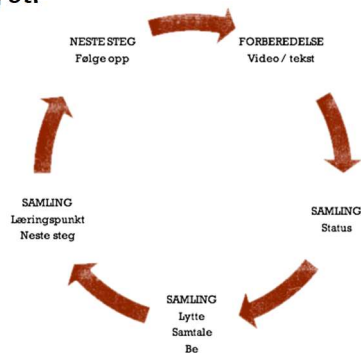 NESTE STEG
Følge opp
FORBEREDELSE
Video / tekst
SAMLING
Status
SAMLING
Lytte
Samtale
Be
SAMLING
Læringspunkt
Neste steg